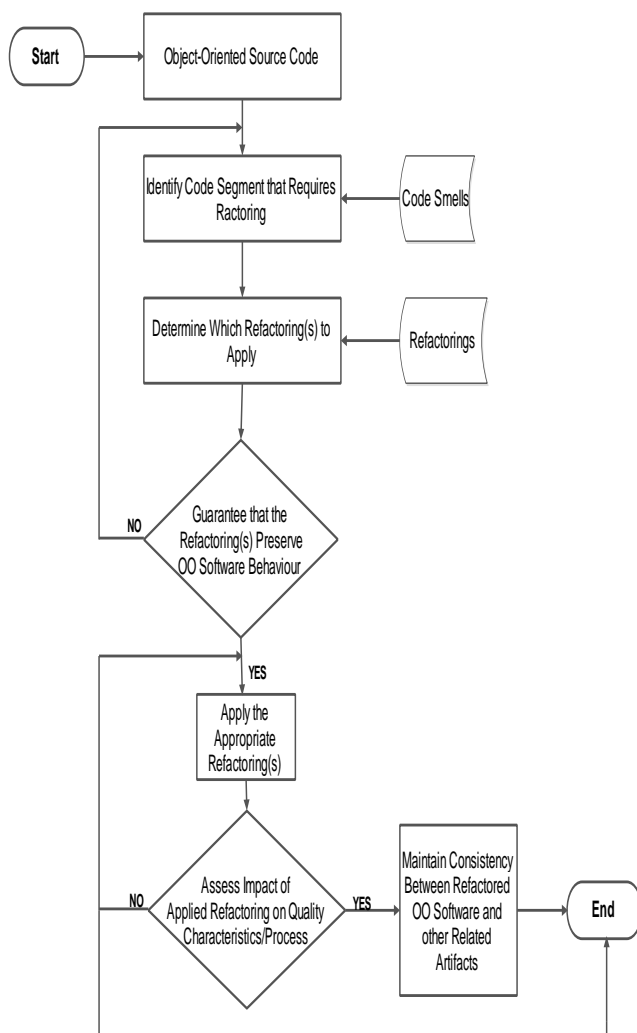 Start
Object-Oriented Source Code
Identify Code Segment that Requires
Ractoring
Code Smells
Determine Which Refactoring(s) to
Apply
Refactorings
Guarantee that the
Refactoring(s) Preserve
OO Software Behaviour
NO
YES
Apply the
Appropriate
Refactoring(s)
Assess Impact of
Applied Refactoring on Quality
Characteristics/Process
NO
YES
Maintain Consistency
Between Refactored
OO Software and
other Related
Artifacts
End